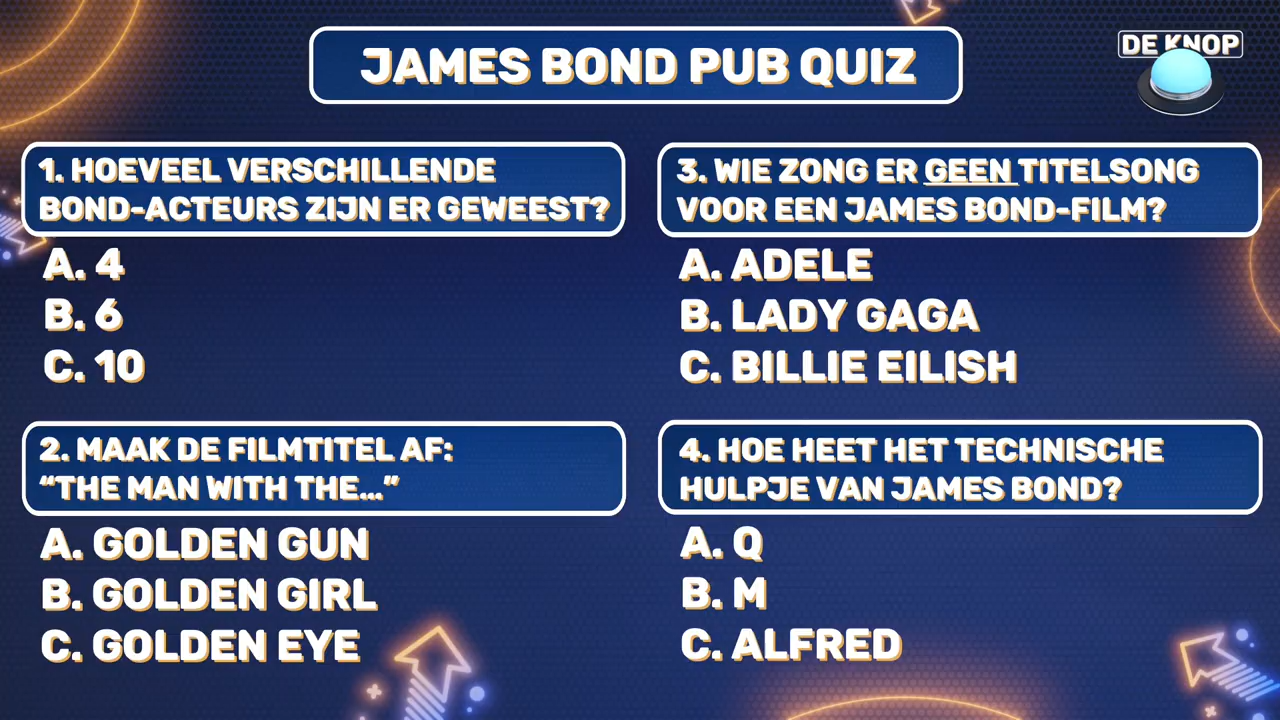 JAMES BOND PUB QUIZ
DE KNOP
1. HOEVEEL VERSCHILLENDE
BOND-ACTEURS ZIJN ER GEWEEST?
A. 4
B. 6
C. 10
2. MAAK DE FILMTITEL AF:
“THE MAN WITH THE...”
A. GOLDEN GUN
B. GOLDEN GIRL
C. GOLDEN EYE
3. WIE ZONG ER GEEN TITELSONG
VOOR EEN JAMES BOND-FILM?
A. ADELE
B. LADY GAGA
C. BILLIE EILISH
4. HOE HEET HET TECHNISCHE
HULPJE VAN JAMES BOND?
A. Q
B. M
C. ALFRED